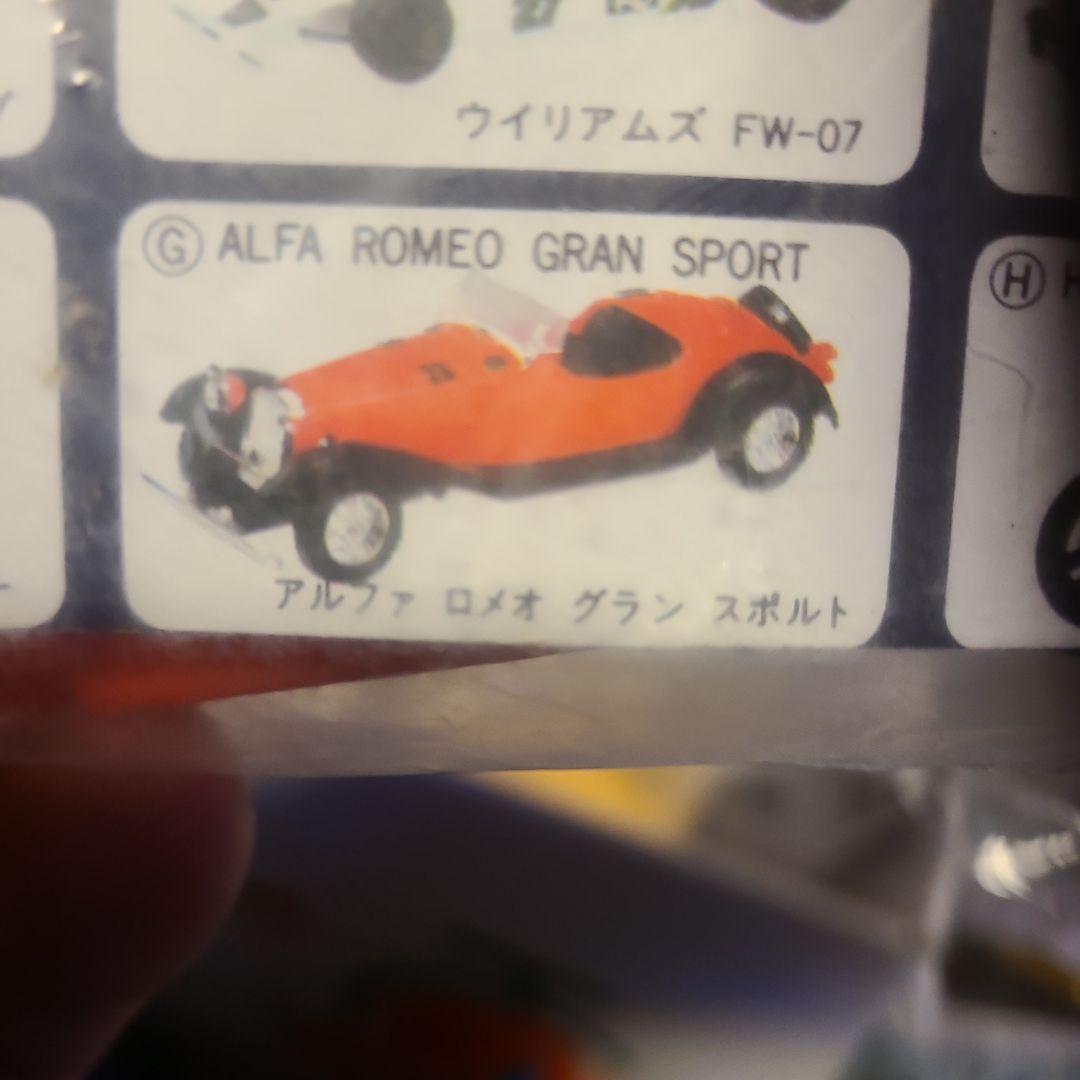 ウイリアムズ FW-07
Ⓖ ALFA ROMEO GRAN SPORT
アルファ ロメオ グラン スポルト
Ⓗ H